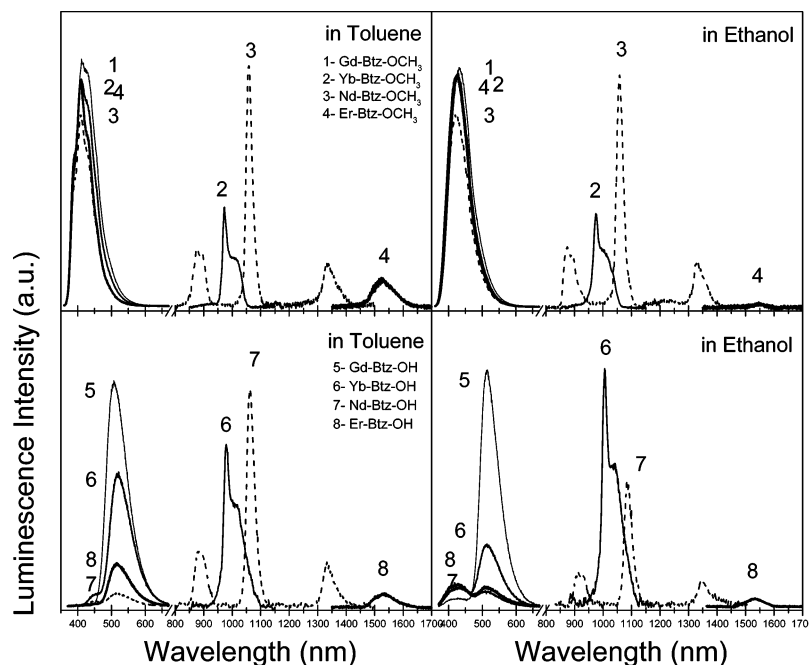 Luminescence Intensity (a.u.)
in Toluene
1- Gd-Btz-OCH3
2- Yb-Btz-OCH3
3- Nd-Btz-OCH3
4- Er-Btz-OCH3
1
2 4
3
2
3
4
in Ethanol
1
4 2
3
2
3
4
in Toluene
5- Gd-Btz-OH
6- Yb-Btz-OH
7- Nd-Btz-OH
8- Er-Btz-OH
5
6
8
7
6
7
8
400 500 600 800 900 1000 1100 1200 1300 1400 1500 1600 1700
Wavelength (nm)
in Ethanol
5
6
8
7
6
7
8
400 500 600 800 900 1000 1100 1200 1300 1400 1500 1600 170
Wavelength (nm)